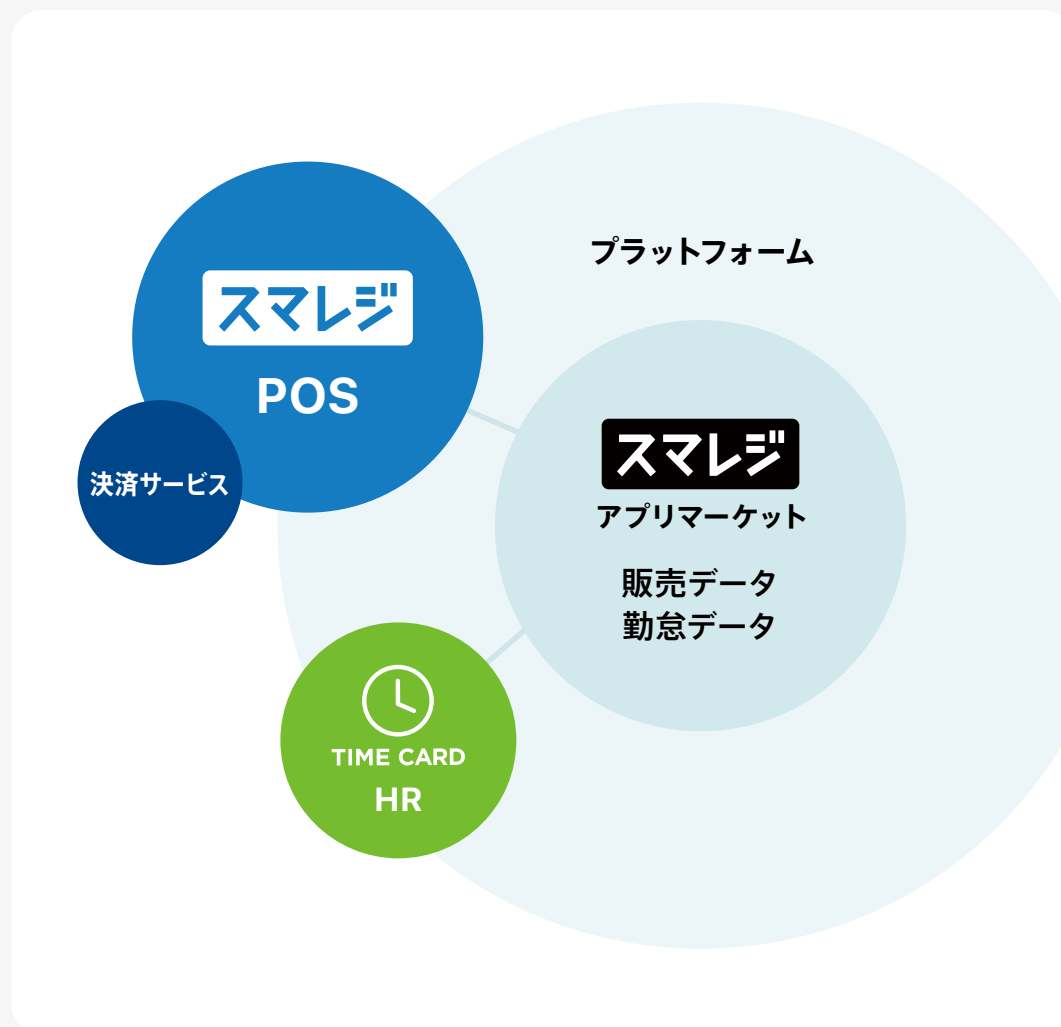 プラットフォーム
スマレジ
POS
決済サービス
スマレジ
アプリマーケット
販売データ
勤怠データ
TIME CARD
HR